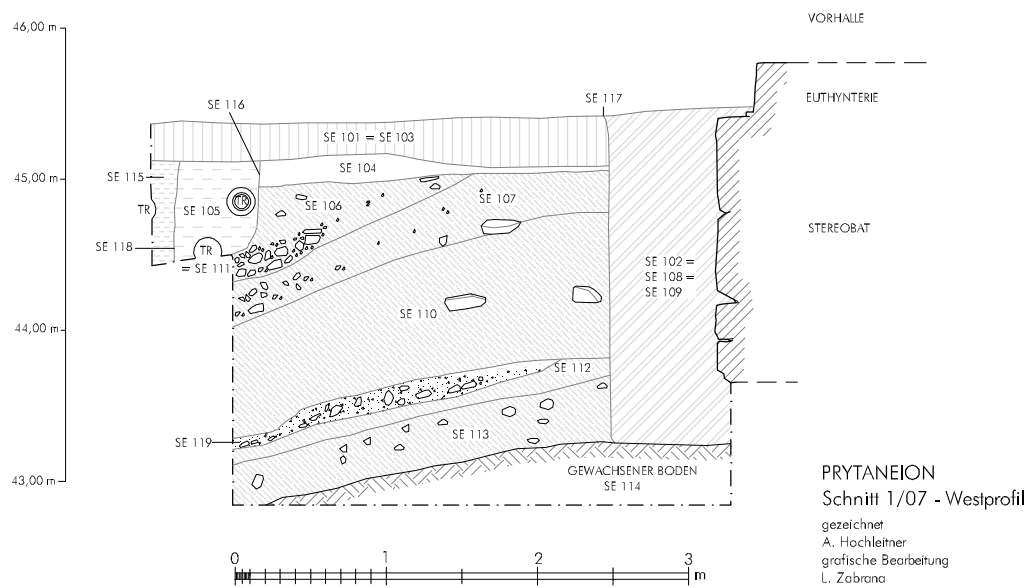 46,00 m
VORHALLE
EUTHYNTERIE
SE 116
SE 117
SE 101 = SE 103
SE 104
45,00 m
SE 115
SE 107
TR
SE 106
TR
SE 105
STEREOBAT
SE 118
TR
= SE 111
SE 102 =
SE 108 =
SE 109
SE 110
44,00 m
SE 112
SE 113
SE 119
GEWACHSENER BODEN
SE 114
43,00 m
PRYTANEION
Schnitt 1/07 - Westprofil
gezeichnet
A. Hochleitner
grafische Bearbeitung
L. Zabrana
0 1 2 3
m